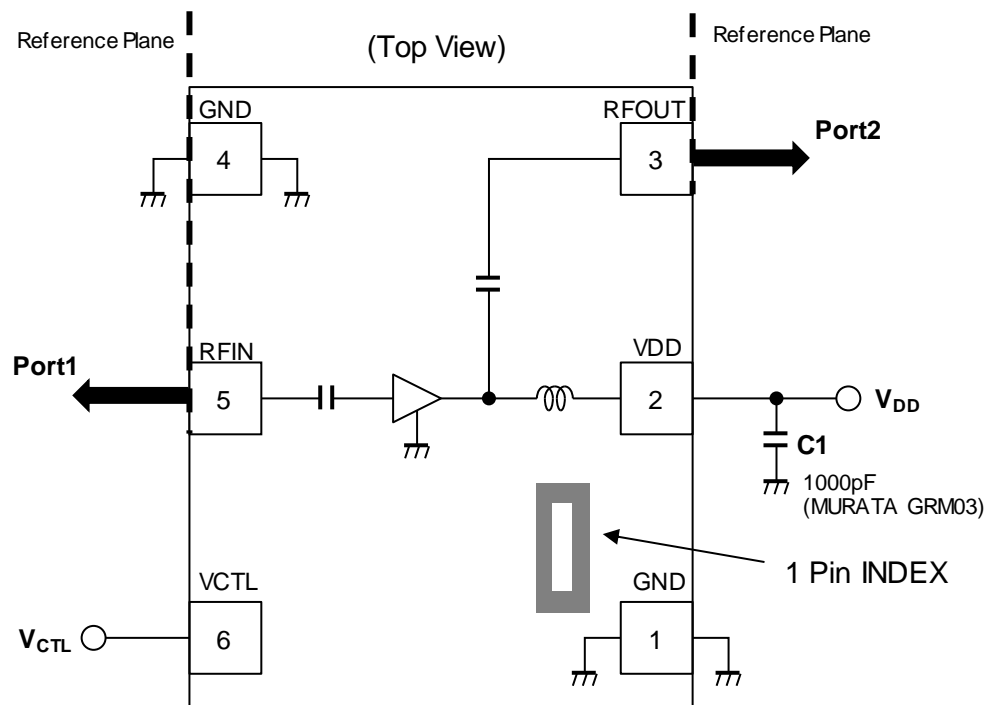 Reference Plane
(Top View)
Reference Plane
GND
RFOUT
4
3
Port2
Port1
RFIN
VDD
5
2
VDD
C1
1000pF
(MURATA GRM03)
1 Pin INDEX
VCTL
GND
VCTL
6
1